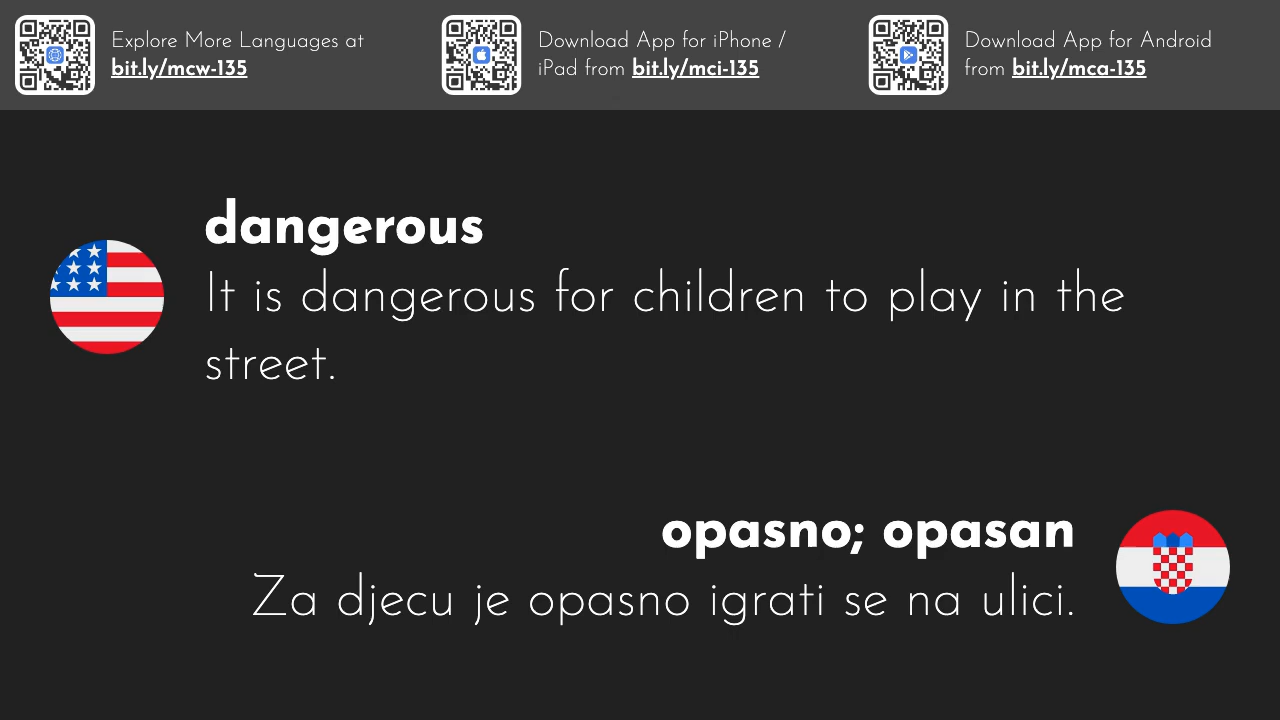 Explore More Languages at
bit.ly/mcw-135
Download App for iPhone /
iPad from bit.ly/mci-135
Download App for Android
from bit.ly/mca-135
dangerous
It is dangerous for children to play in the
street.
opasno; opasan
Za djecu je opasno igrati se na ulici.